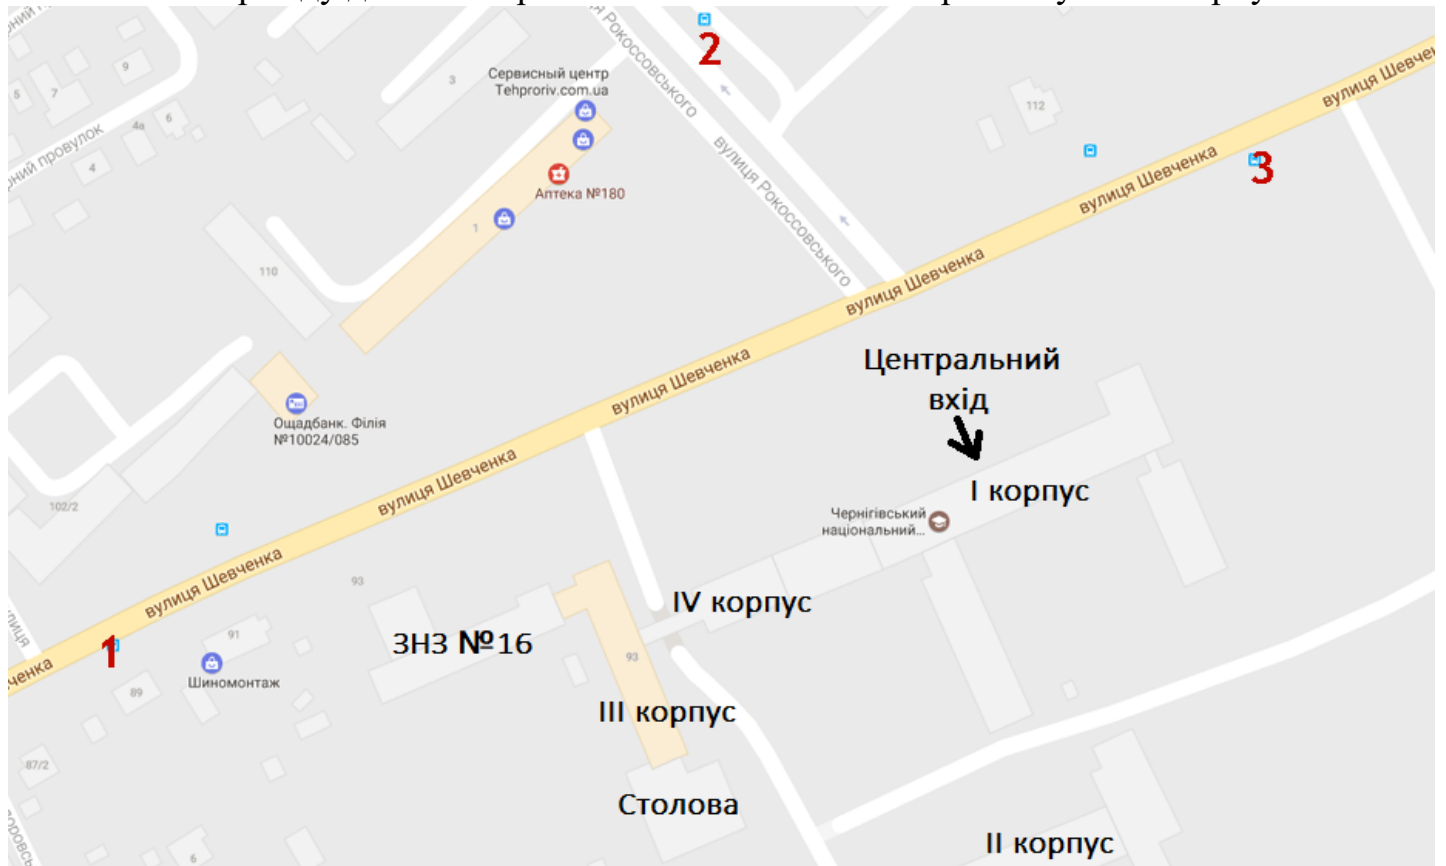 2
3
1
Сервисный центр
Tehproriv.com.ua
Аптека №180
вулиця Рокоссовського
вулиця Рокоссовського
вулиця Шевченка
вулиця Шевченка
вулиця Шевченка
вулиця Шевченка
вулиця Шевченка
вулиця Шевченка
9
5
7
4а
6
4
3
1
110
112
Ощадбанк. Філія
№10024/085
102/2
Центральний
вхід
I корпус
Чернігівський
національний...
IV корпус
93
ЗНЗ №16
91
Шиномонтаж
89
93
III корпус
87/2
Столова
II корпус
6